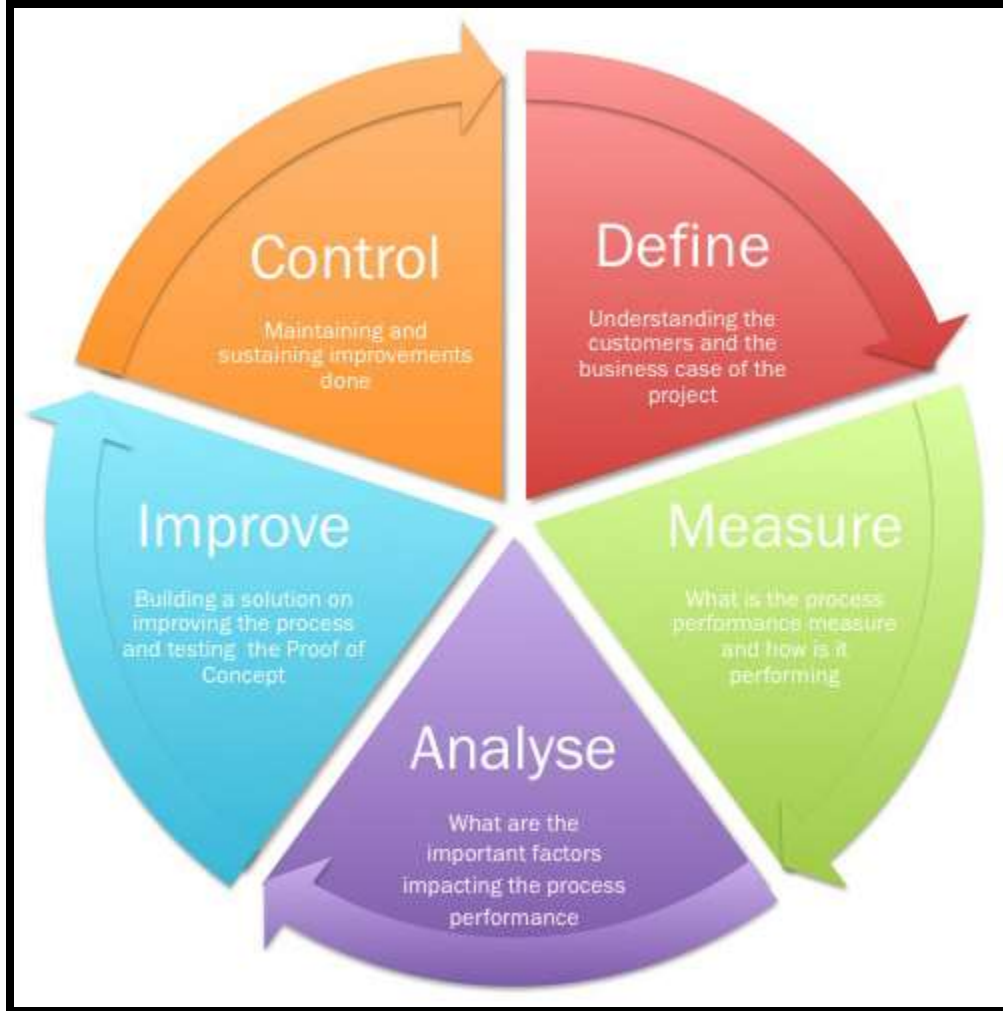 Define
Understanding the
customers and the
business case of the
project
Measure
What is the process
performance measure
and how is it
performing
Analyse
What are the
important factors
impacting the process
performance
Improve
Building a solution on
improving the process
and testing the Proof of
Concept
Control
Maintaining and
sustaining improvements
done